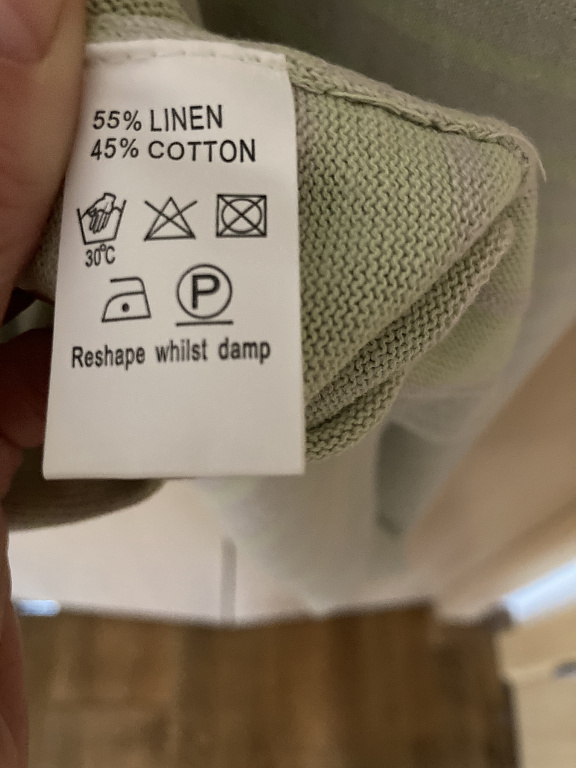 55% LINEN
45% COTTON
30°C
P
Reshape whilst damp